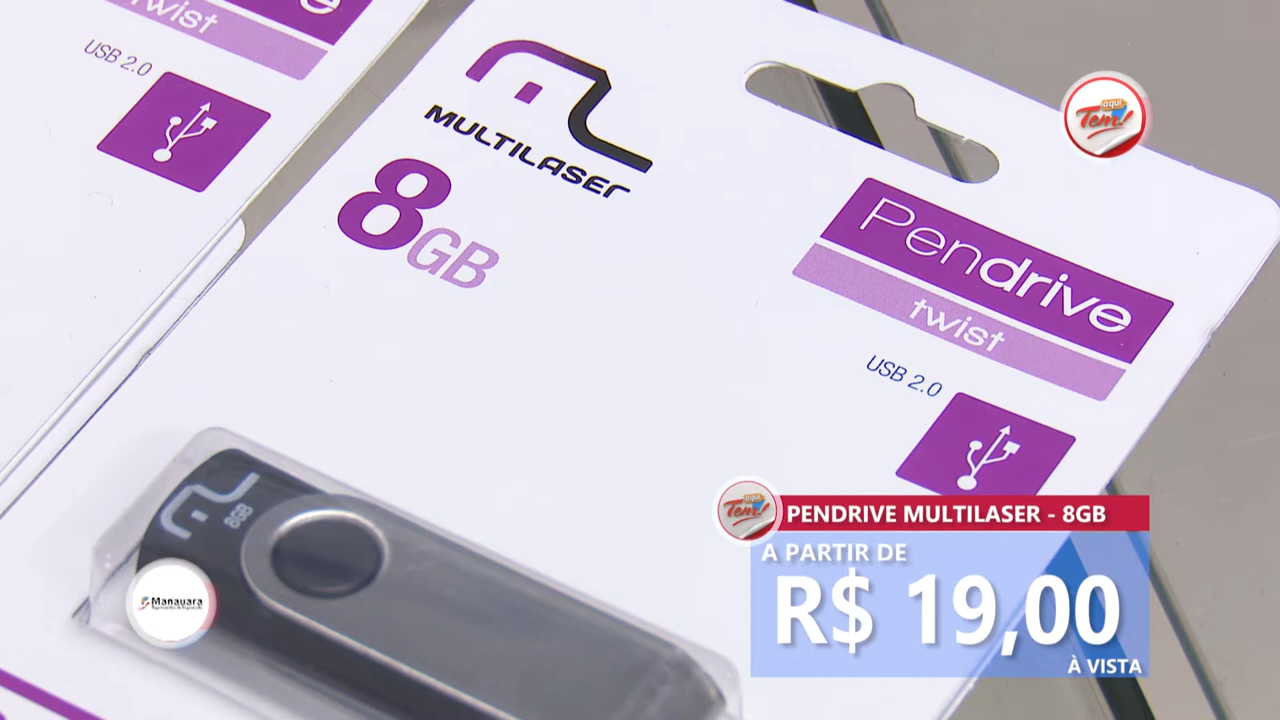 e
twist
USB 2.0
MULTILASER
8GB
Pendrive
twist
USB 2.0
8GB
aqui
Tem!
Manauara
aqui
Tem!
PENDRIVE MULTILASER - 8GB
A PARTIR DE
R$ 19,00
À VISTA